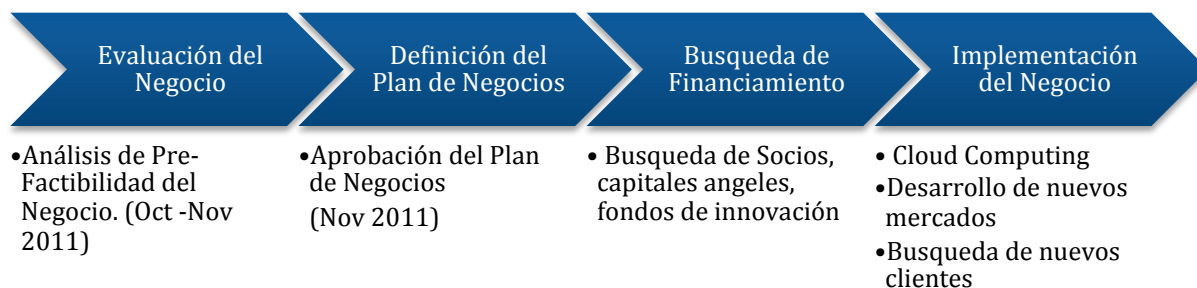 Evaluación del
Negocio
Definición del
Plan de Negocios
Busqueda de
Financiamiento
Implementación
del Negocio
•Análisis de Pre-
Factibilidad del
Negocio. (Oct -Nov
2011)
•Aprobación del Plan
de Negocios
(Nov 2011)
• Busqueda de Socios,
capitales angeles,
fondos de innovación
• Cloud Computing
•Desarrollo de nuevos
mercados
•Busqueda de nuevos
clientes